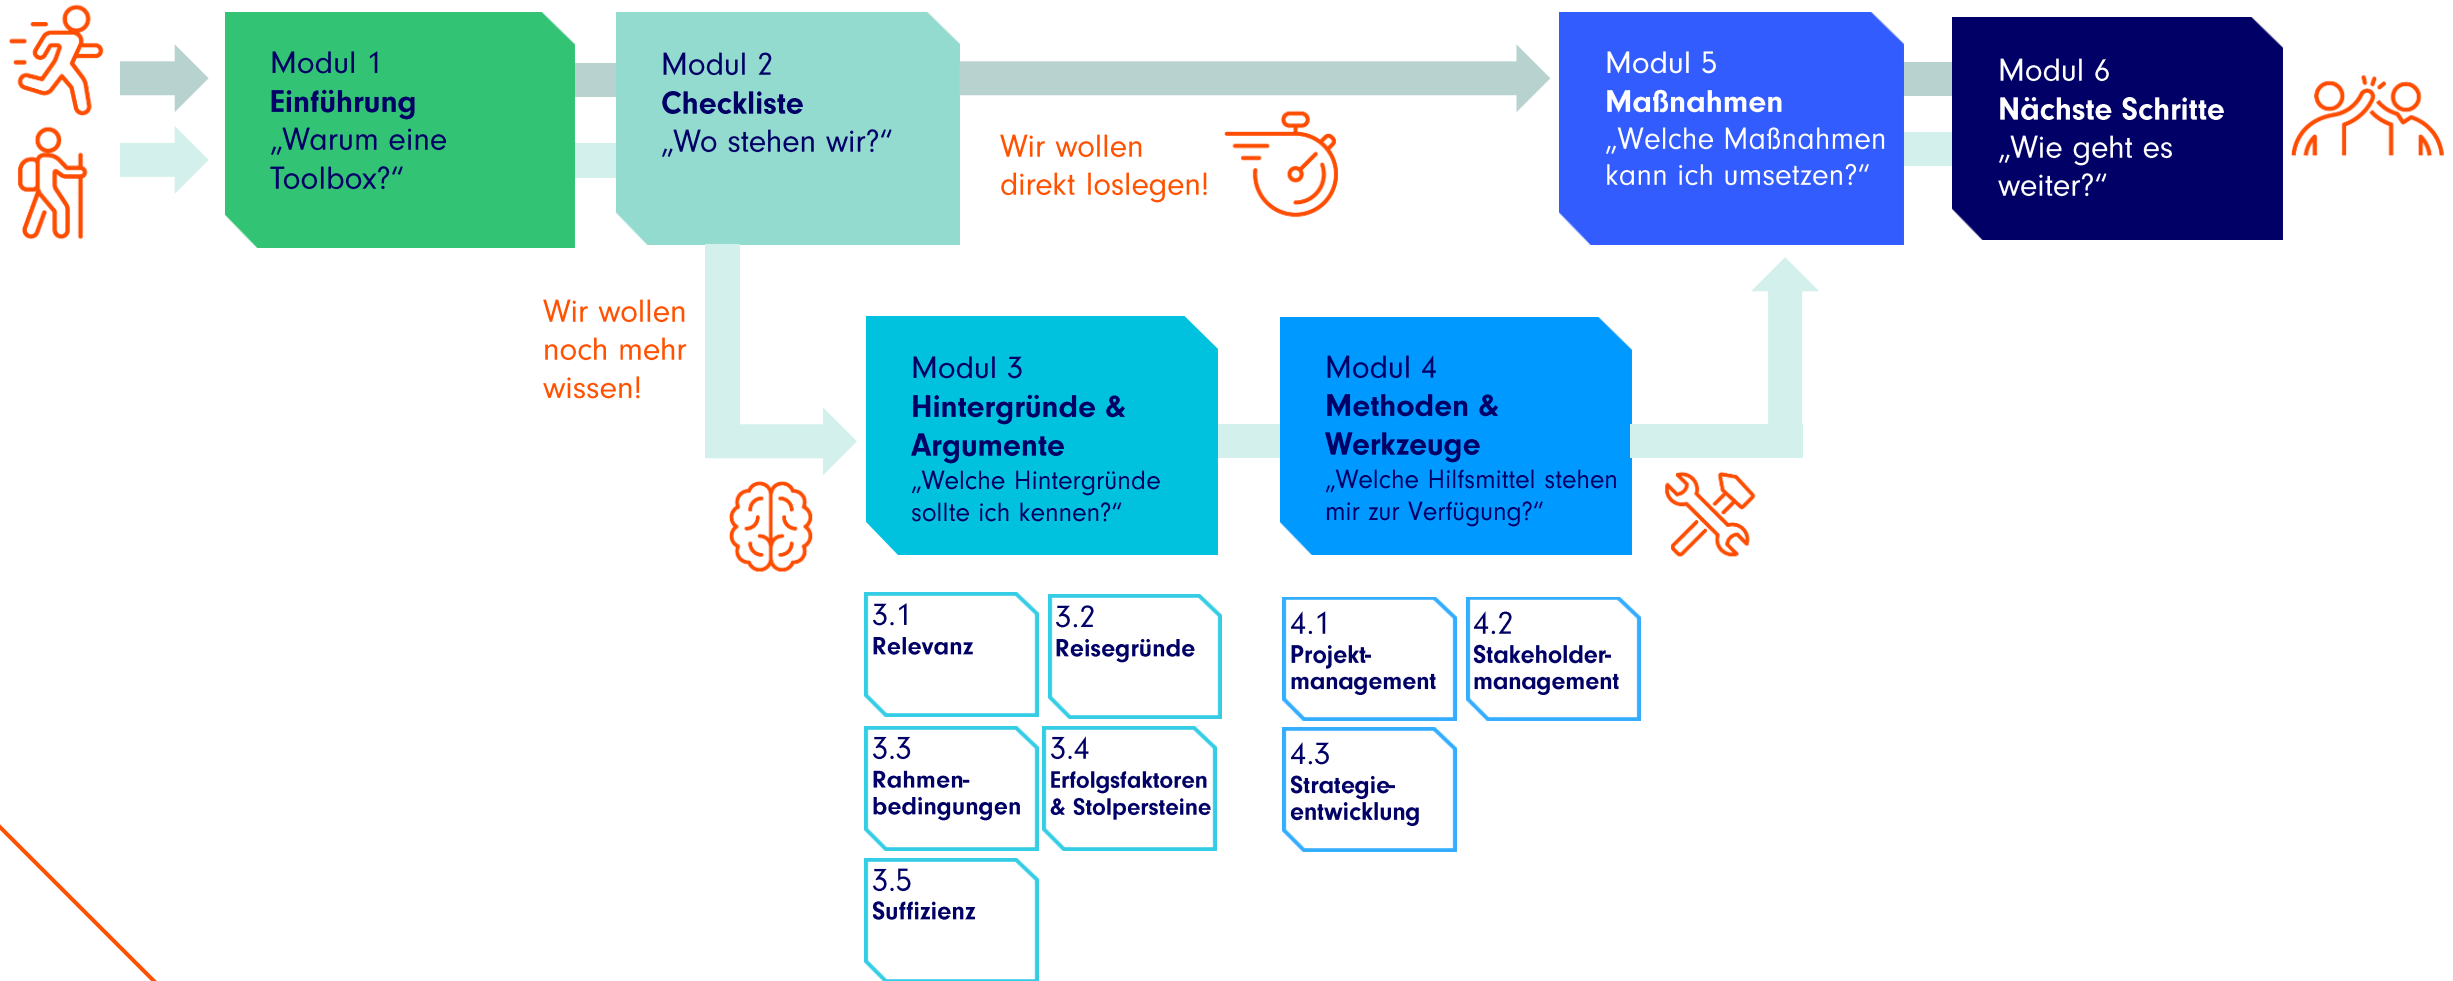 Modul 1
Einführung
„Warum eine
Toolbox?“
Modul 2
Checkliste
„Wo stehen wir?“
Wir wollen
direkt loslegen!
Modul 5
Maßnahmen
„Welche Maßnahmen
kann ich umsetzen?“
Modul 6
Nächste Schritte
„Wie geht es
weiter?“
Wir wollen
noch mehr
wissen!
Modul 3
Hintergründe &
Argumente
„Welche Hintergründe
sollte ich kennen?“
Modul 4
Methoden &
Werkzeuge
„Welche Hilfsmittel stehen
mir zur Verfügung?“
3.1
Relevanz
3.2
Reisegründe
3.3
Rahmen-
bedingungen
3.4
Erfolgsfaktoren
& Stolpersteine
3.5
Suffizienz
4.1
Projekt-
management
4.2
Stakeholder-
management
4.3
Strategie-
entwicklung